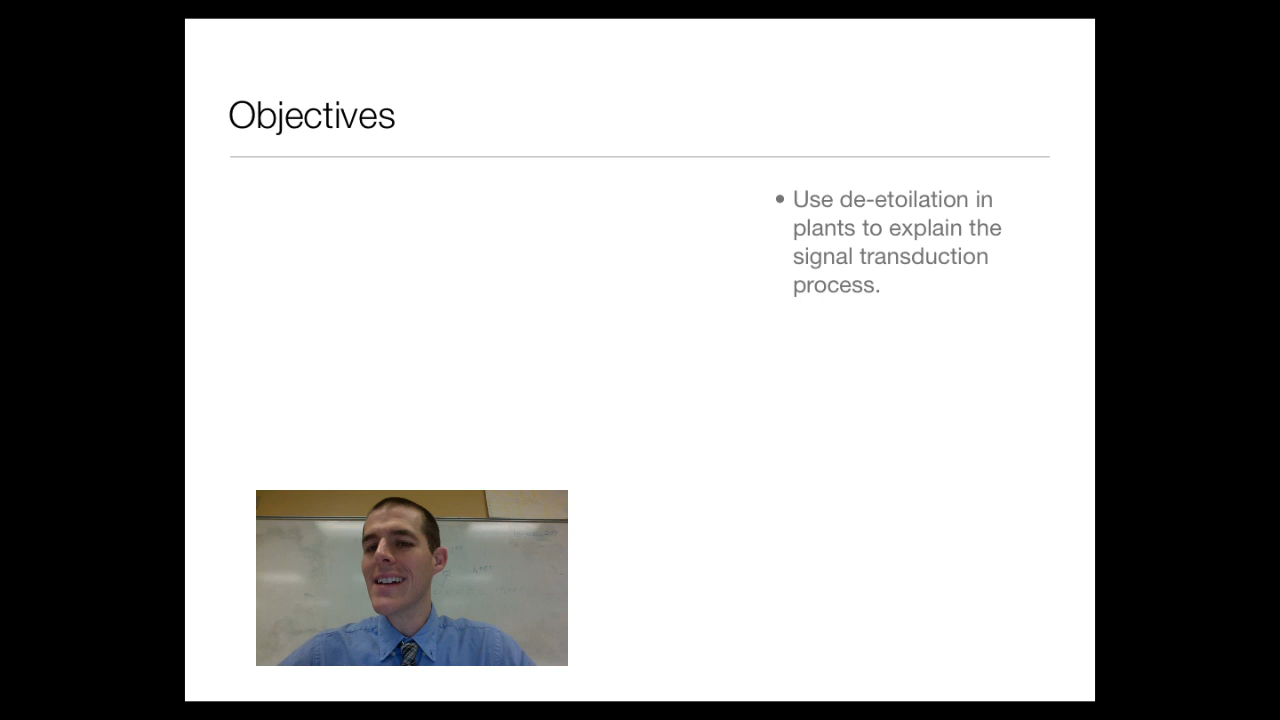 Objectives
• Use de-etoilation in
plants to explain the
signal transduction
process.